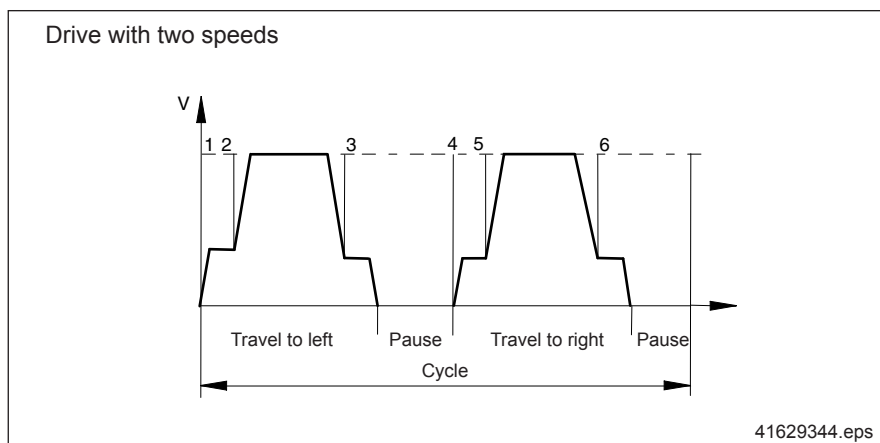 Drive with two speeds
V
1 2 3 4 5 6
Travel to left Pause Travel to right Pause
Cycle
41629344.eps